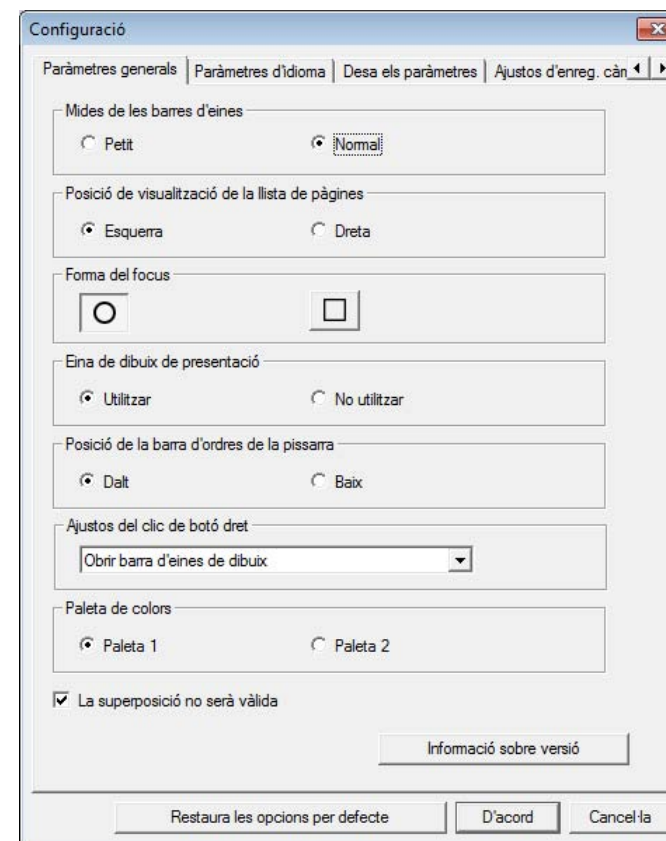 Configuració
Paràmetres generals Paràmetres d'idioma Desa els paràmetres Ajustos d'enreg. càm
Mides de les barres d'eines
Petit Normal
Posició de visualització de la llista de pàgines
Esquerra Dreta
Forma del focus
Eina de dibuix de presentació
Utilitzar No utilitzar
Posició de la barra d'ordres de la pissarra
Dalt Baix
Ajustos del clic de botó dret
Obrir barra d'eines de dibuix
Paleta de colors
Paleta 1 Paleta 2
La superposició no serà vàlida
Informació sobre versió
Restaura les opcions per defecte D'acord Cancel·la